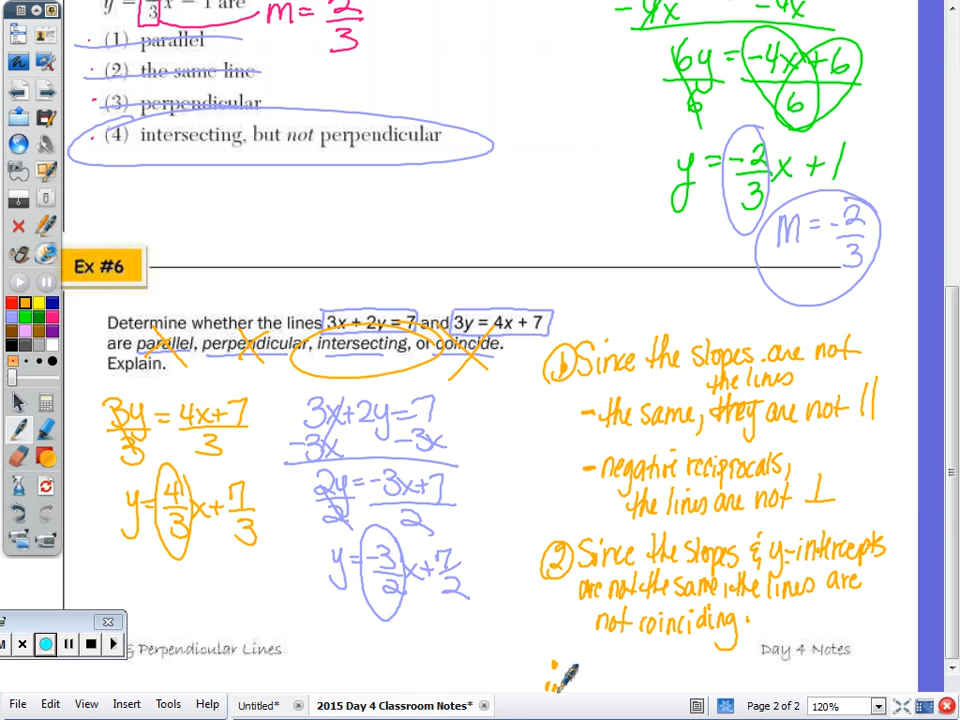 y = 2/3 x − 1 are
m = 2/3
(1) parallel
(2) the same line
(3) perpendicular
(4) intersecting, but not perpendicular
-4x -4x
6y = -4x + 6
6 6
y = -2/3 x + 1
m = -2/3
Ex #6
Determine whether the lines 3x + 2y = 7 and 3y = 4x + 7
are parallel, perpendicular, intersecting, or coincide.
Explain.
3y = 4x + 7
3 3
y = 4/3 x + 7/3
3x + 2y = 7
-3x -3x
2y = -3x + 7
2 2
y = -3/2 x + 7/2
① Since the slopes are not
the lines
- the same, they are not ||
- negative reciprocals,
the lines are not ⊥
② Since the slopes & y-intercepts
are not the same, the lines are
not coinciding.
& Perpendicular Lines
Day 4 Notes
File Edit View Insert Tools Help
Untitled*
2015 Day 4 Classroom Notes*
Page 2 of 2
120%